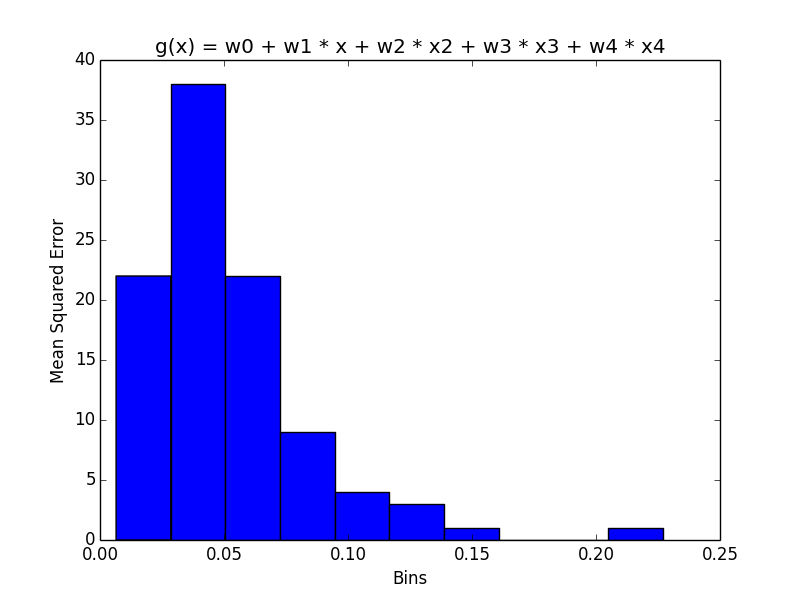 g(x) = w0 + w1 * x + w2 * x2 + w3 * x3 + w4 * x4
40
35
30
25
20
15
10
5
0
Mean Squared Error
0.00 0.05 0.10 0.15 0.20 0.25
Bins